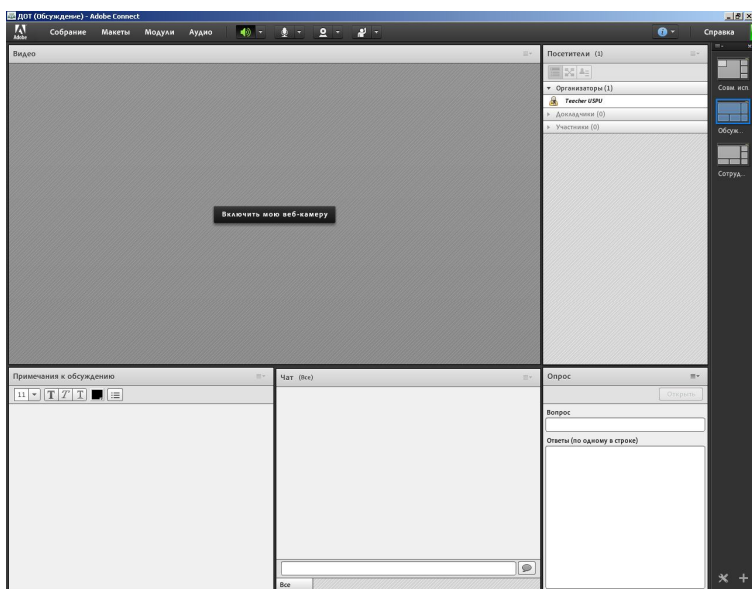 ДОТ (Обсуждение) - Adobe Connect
Adobe
Собрание Макеты Модули Аудио Справка
Видео
Включить мою веб-камеру
Посетители (1)
Организаторы (1)
Teecher USPU
Докладчики (0)
Участники (0)
Совм. исп.
Обсуж...
Сотруд...
Примечания к обсуждению
11 T T T
Чат (Все)
Все
Опрос
Открыть
Вопрос
Ответы (по одному в строке)